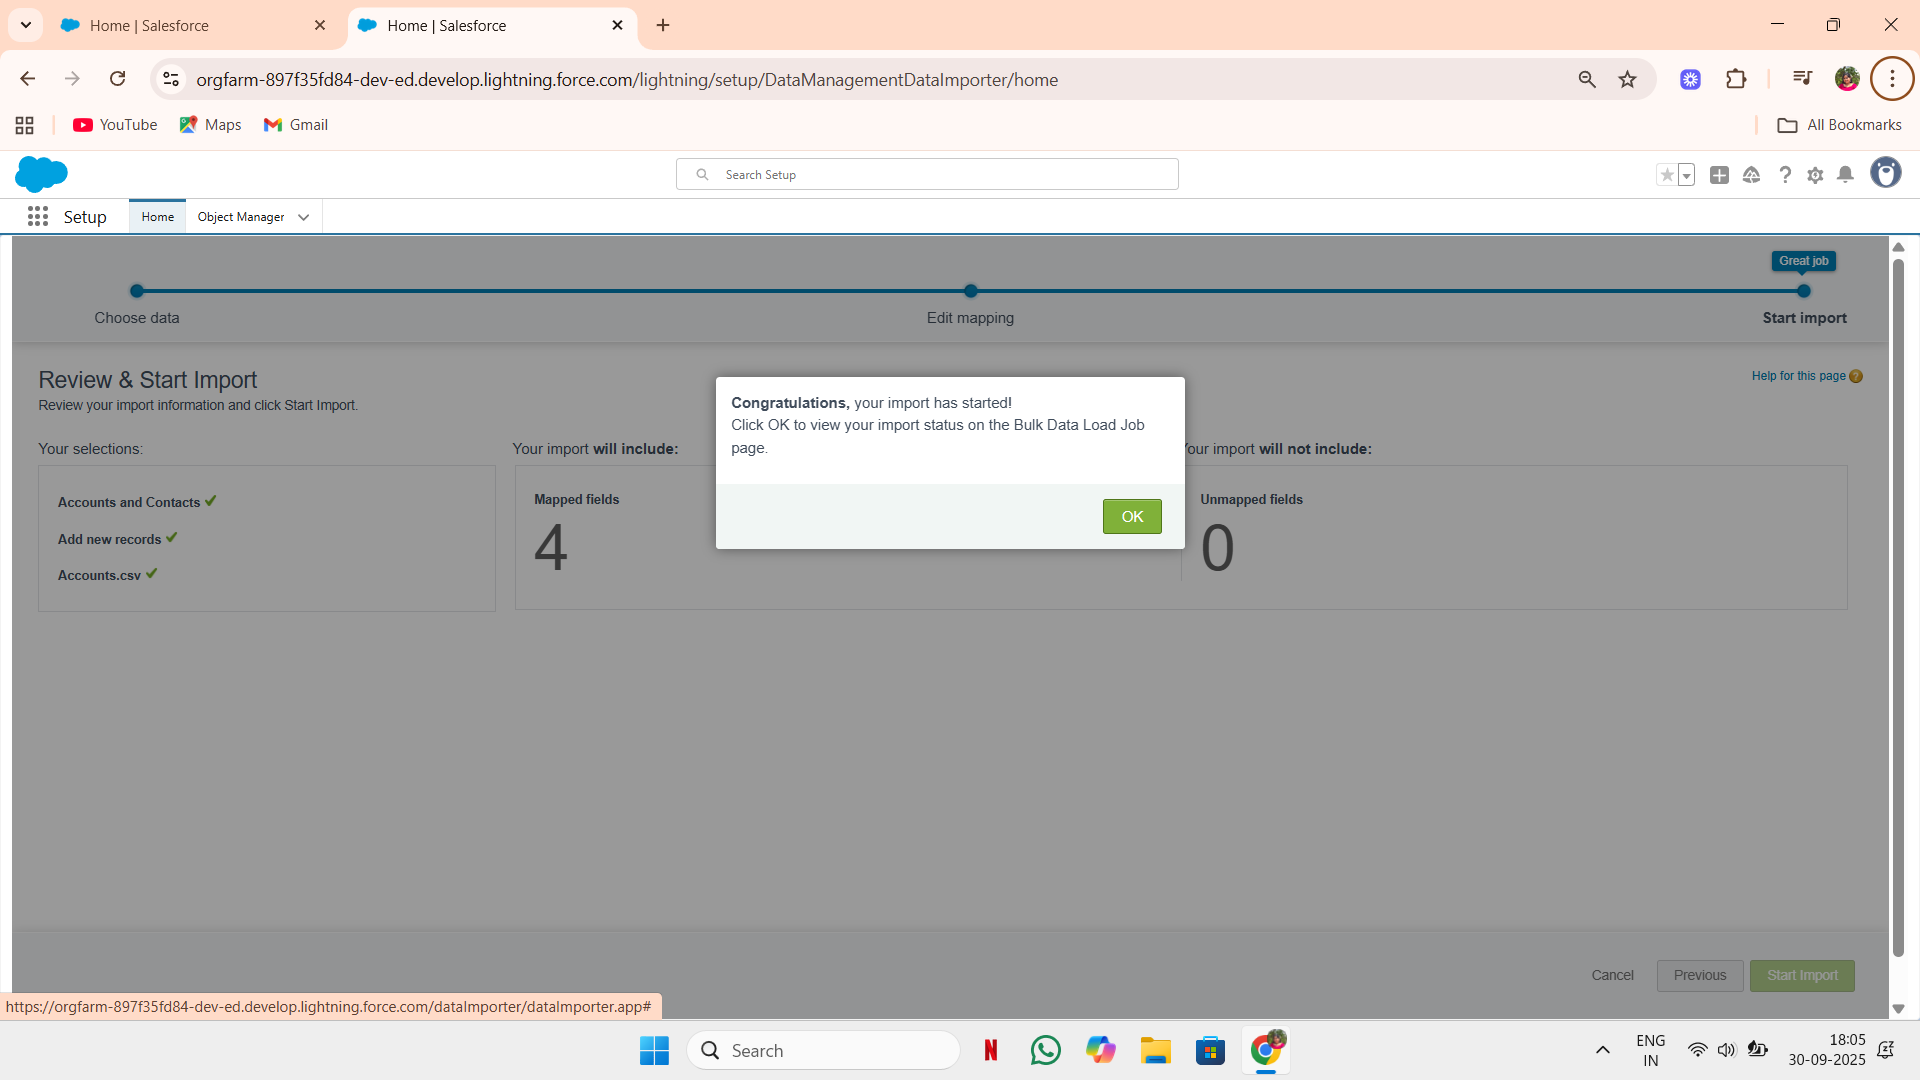 Home | Salesforce
Home | Salesforce
orgfarm-897f35fd84-dev-ed.develop.lightning.force.com/lightning/setup/DataManagementDataImporter/home
YouTube
Maps
Gmail
All Bookmarks
Search Setup
Setup
Home
Object Manager
Great job
Choose data
Edit mapping
Start import
Review & Start Import
Help for this page
Review your import information and click Start Import.
Congratulations, your import has started!
Click OK to view your import status on the Bulk Data Load Job
page.
OK
Your selections:
Accounts and Contacts
Add new records
Accounts.csv
Your import will include:
Mapped fields
4
Your import will not include:
Unmapped fields
0
Cancel
Previous
Start Import
https://orgfarm-897f35fd84-dev-ed.develop.lightning.force.com/dataImporter/dataImporter.app#
Search
ENG
IN
18:05
30-09-2025